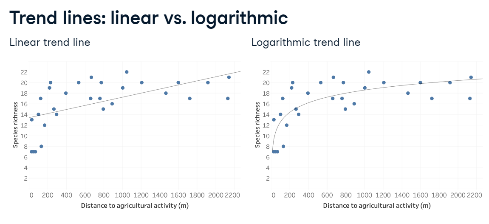 Trend lines: linear vs. logarithmic
Linear trend line
Logarithmic trend line
22
20
18
16
14
12
10
8
6
4
2
Species richness
0 200 400 600 800 1000 1200 1400 1600 1800 2000 2200
Distance to agricultural activity (m)
22
20
18
16
14
12
10
8
6
4
2
Species richness
0 200 400 600 800 1000 1200 1400 1600 1800 2000 2200
Distance to agricultural activity (m)